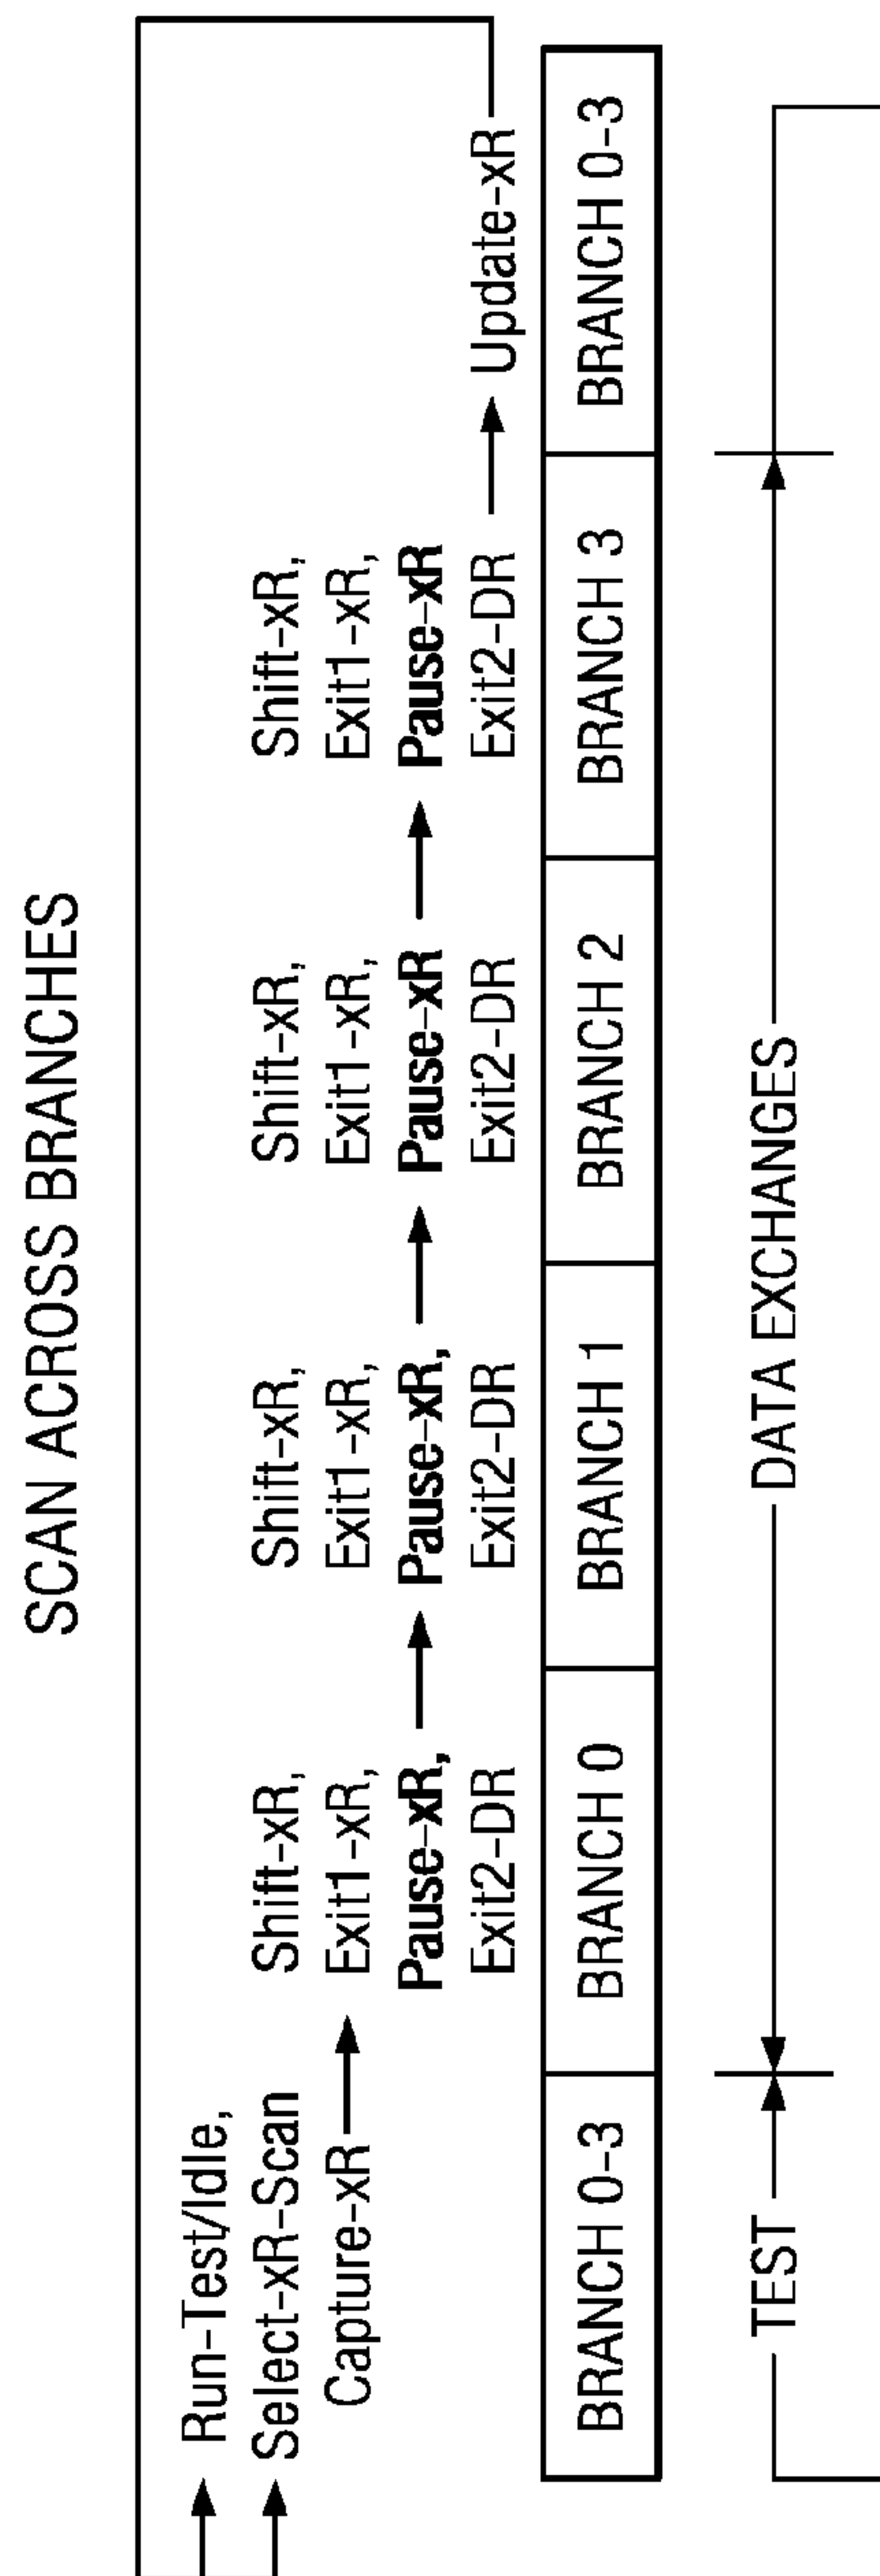 SCAN ACROSS BRANCHES
Run-Test/Idle,
Select-xR-Scan
Capture-xR
Shift-xR,
Exit1-xR,
Pause-xR,
Exit2-DR
Shift-xR,
Exit1-xR,
Pause-xR,
Exit2-DR
Shift-xR,
Exit1-xR,
Pause-xR
Exit2-DR
Shift-xR,
Exit1-xR,
Pause-xR
Exit2-DR
Update-xR
BRANCH 0-3
BRANCH 0
BRANCH 1
BRANCH 2
BRANCH 3
BRANCH 0-3
TEST
DATA EXCHANGES